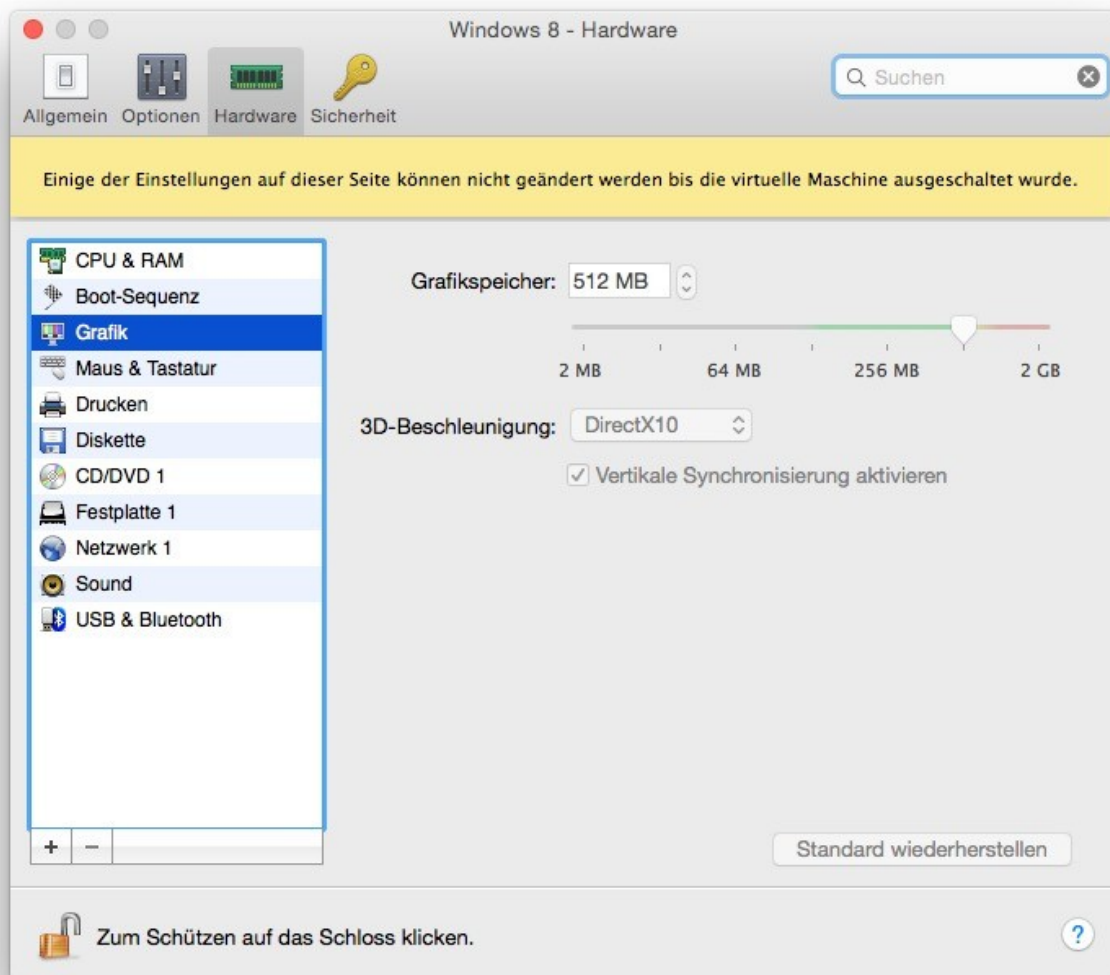 Windows 8 - Hardware
Suchen
Allgemein Optionen Hardware Sicherheit
Einige der Einstellungen auf dieser Seite können nicht geändert werden bis die virtuelle Maschine ausgeschaltet wurde.
CPU & RAM
Boot-Sequenz
Grafik
Maus & Tastatur
Drucken
Diskette
CD/DVD 1
Festplatte 1
Netzwerk 1
Sound
USB & Bluetooth
+ −
Grafikspeicher: 512 MB
2 MB 64 MB 256 MB 2 GB
3D-Beschleunigung: DirectX10
Vertikale Synchronisierung aktivieren
Standard wiederherstellen
Zum Schützen auf das Schloss klicken.
?